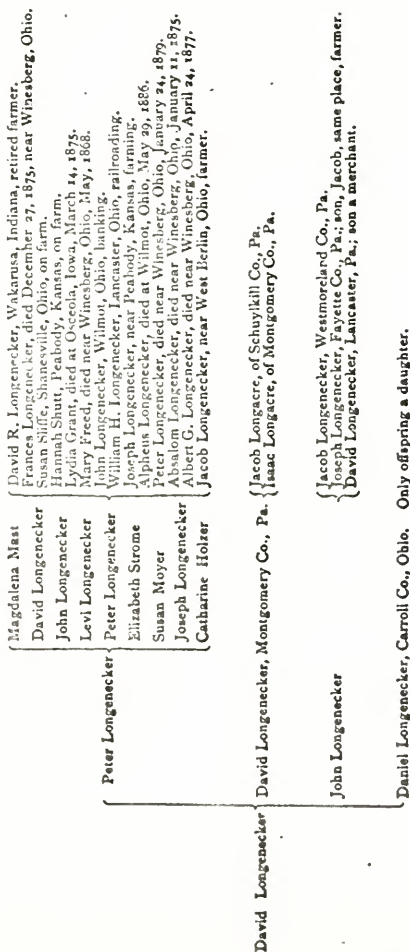 David Longenecker
Peter Longenecker
David Longenecker, Montgomery Co., Pa.
John Longenecker
Daniel Longenecker, Carroll Co., Ohio. Only offspring a daughter.
Magdalena Mast
David Longenecker
John Longenecker
Levi Longenecker
Peter Longenecker
Elizabeth Strome
Susan Moyer
Joseph Longenecker
Catharine Holzer
David R. Longenecker, Wakarusa, Indiana, retired farmer.
Frances Longenecker, died December 27, 1875, near Winesberg, Ohio.
Susan Sliffe, Shanesville, Ohio, on farm.
Hannah Shutt, Peabody, Kansas, on farm.
Lydia Grant, died at Osceola, Iowa, March 14, 1875.
Mary Freed, died near Winesberg, Ohio, May, 1868.
John Longenecker, Wilmot, Ohio, banking.
William H. Longenecker, Lancaster, Ohio, railroading.
Joseph Longenecker, near Peabody, Kansas, farming.
Alpheus Longenecker, died at Wilmot, Ohio, May 29, 1886.
Peter Longenecker, died near Winesberg, Ohio, January 24, 1879.
Absalom Longenecker, died near Winesberg, Ohio, January 11, 1875.
Albert G. Longenecker, died near Winesberg, Ohio, April 24, 1877.
Jacob Longenecker, near West Berlin, Ohio, farmer.
Jacob Longacre, of Schuylkill Co., Pa.
Isaac Longacre, of Montgomery Co., Pa.
Jacob Longenecker, Westmoreland Co., Pa.
Joseph Longenecker, Fayette Co., Pa.; son, Jacob, same place, farmer.
David Longenecker, Lancaster, Pa.; son a merchant.